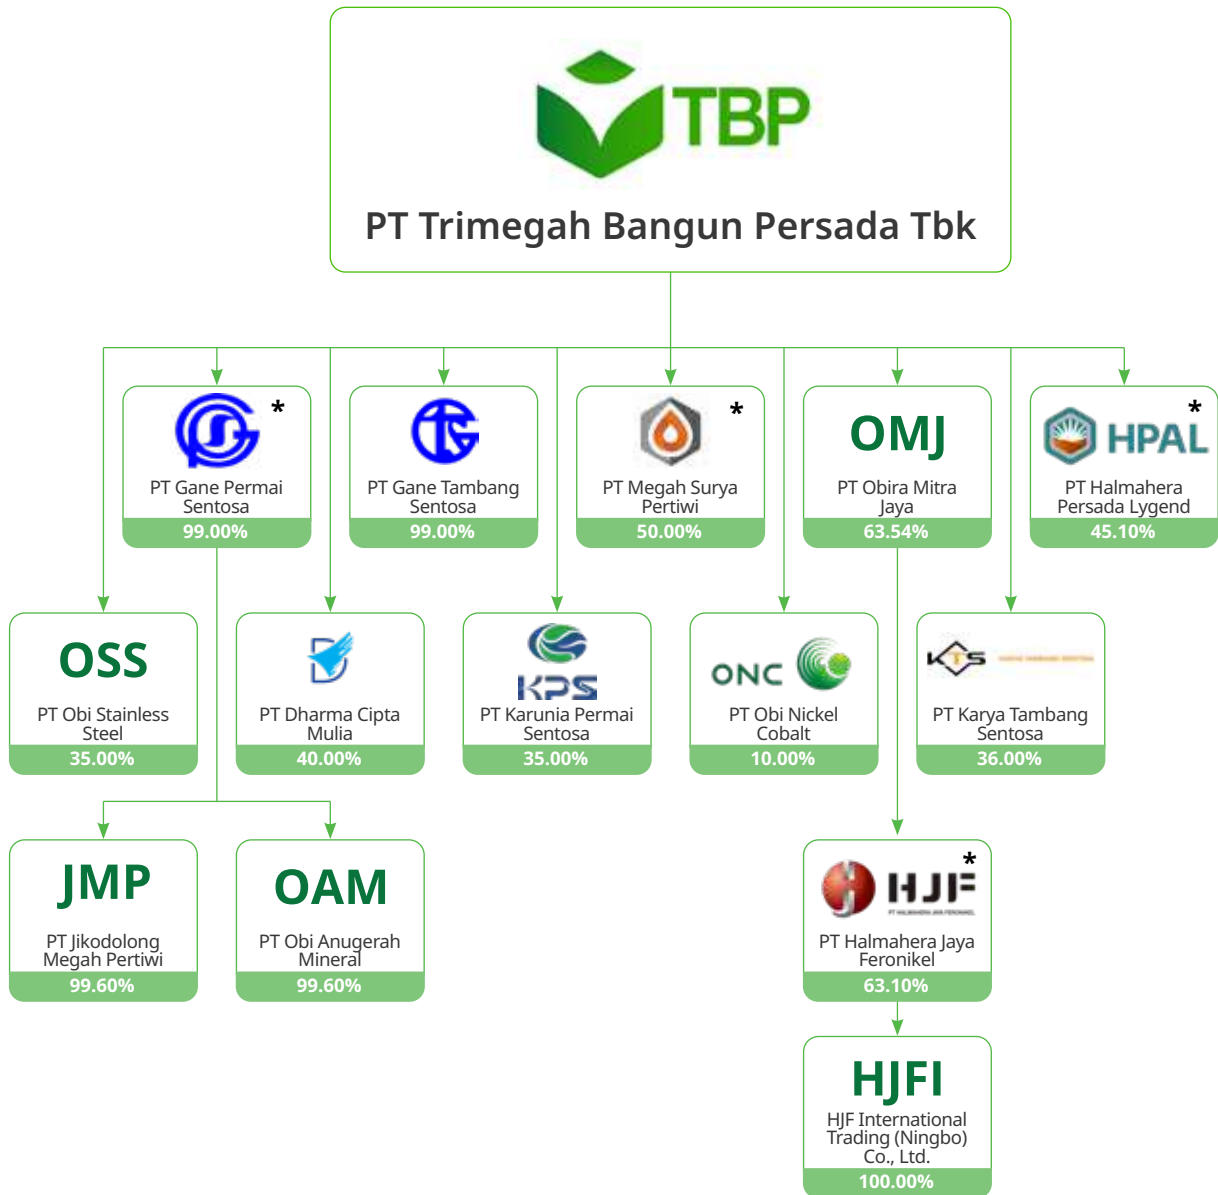 TBP
PT Trimegah Bangun Persada Tbk
*
PT Gane Permai
Sentosa
99.00%
PT Gane Tambang
Sentosa
99.00%
*
PT Megah Surya
Pertiwi
50.00%
OMJ
PT Obira Mitra
Jaya
63.54%
*
HPAL
PT Halmahera
Persada Lygend
45.10%
OSS
PT Obi Stainless
Steel
35.00%
PT Dharma Cipta
Mulia
40.00%
KPS
PT Karunia Permai
Sentosa
35.00%
ONC
PT Obi Nickel
Cobalt
10.00%
KTS
PT Karya Tambang
Sentosa
36.00%
JMP
PT Jikodolong
Megah Pertiwi
99.60%
OAM
PT Obi Anugerah
Mineral
99.60%
*
HJF
PT HALMAHERA JAYA FERONIKEL
PT Halmahera Jaya
Feronikel
63.10%
HJFI
HJF International
Trading (Ningbo)
Co., Ltd.
100.00%